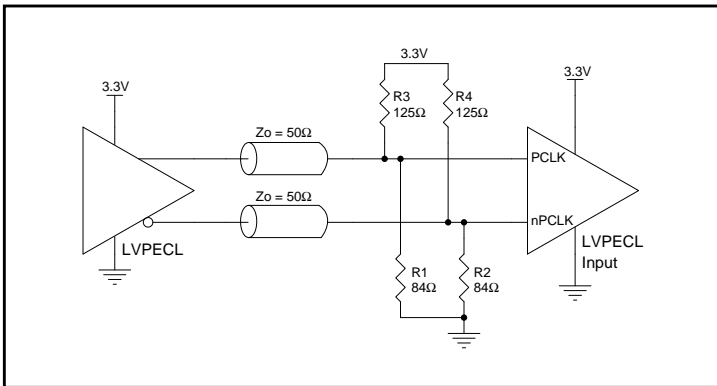 3.3V
3.3V
3.3V
R3
125Ω
R4
125Ω
Zo = 50Ω
PCLK
Zo = 50Ω
nPCLK
LVPECL
LVPECL
Input
R1
84Ω
R2
84Ω